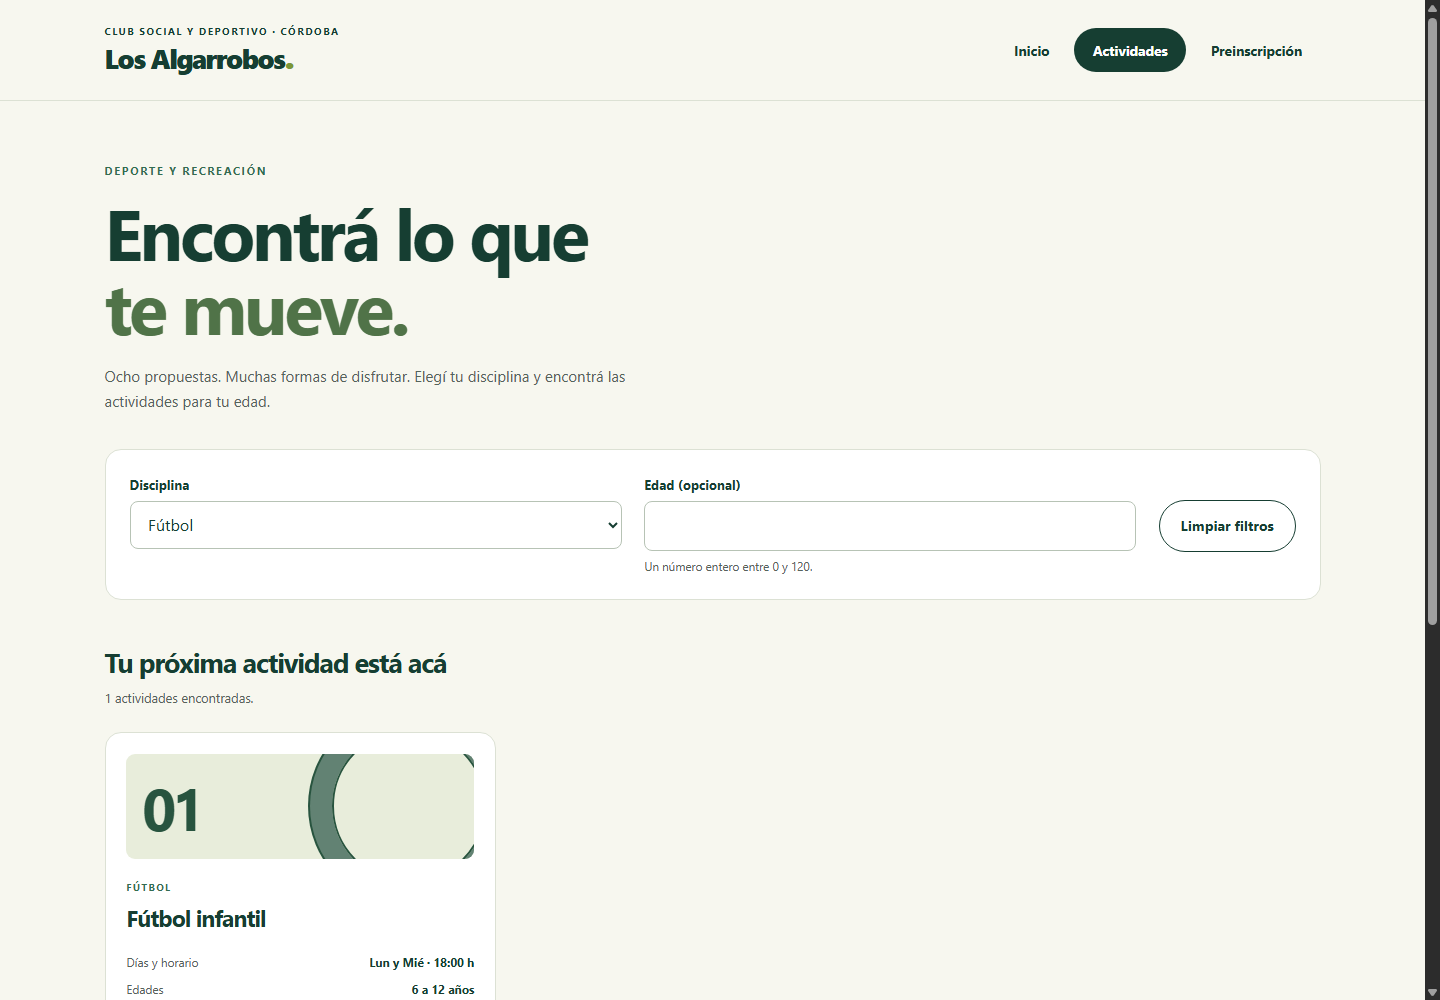 CLUB SOCIAL Y DEPORTIVO · CÓRDOBA
Los Algarrobos.
Inicio
Actividades
Preinscripción
DEPORTE Y RECREACIÓN
Encontrá lo que
te mueve.
Ocho propuestas. Muchas formas de disfrutar. Elegí tu disciplina y encontrá las
actividades para tu edad.
Disciplina
Fútbol
Edad (opcional)
Un número entero entre 0 y 120.
Limpiar filtros
Tu próxima actividad está acá
1 actividades encontradas.
01
FÚTBOL
Fútbol infantil
Días y horario
Lun y Mié · 18:00 h
Edades
6 a 12 años